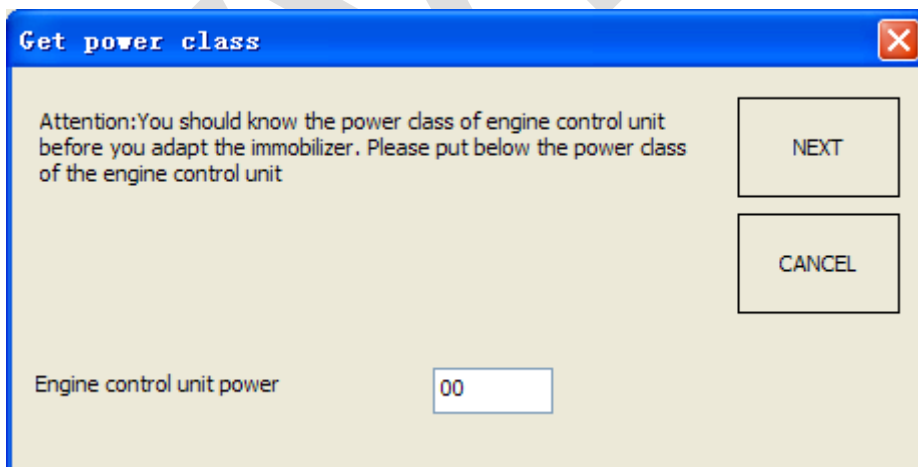 Get power class
Attention:You should know the power class of engine control unit
before you adapt the immobilizer. Please put below the power class
of the engine control unit
NEXT
CANCEL
Engine control unit power
00